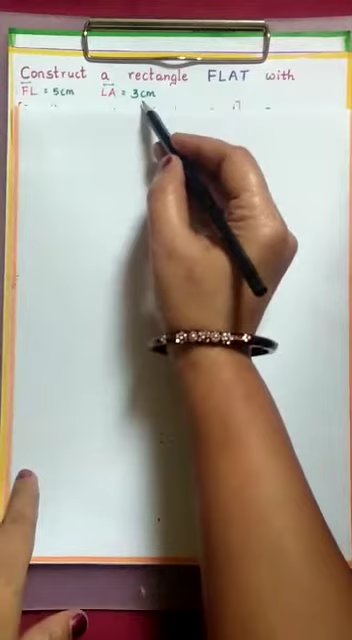 Construct a rectangle FLAT with
FL = 5cm LA = 3cm